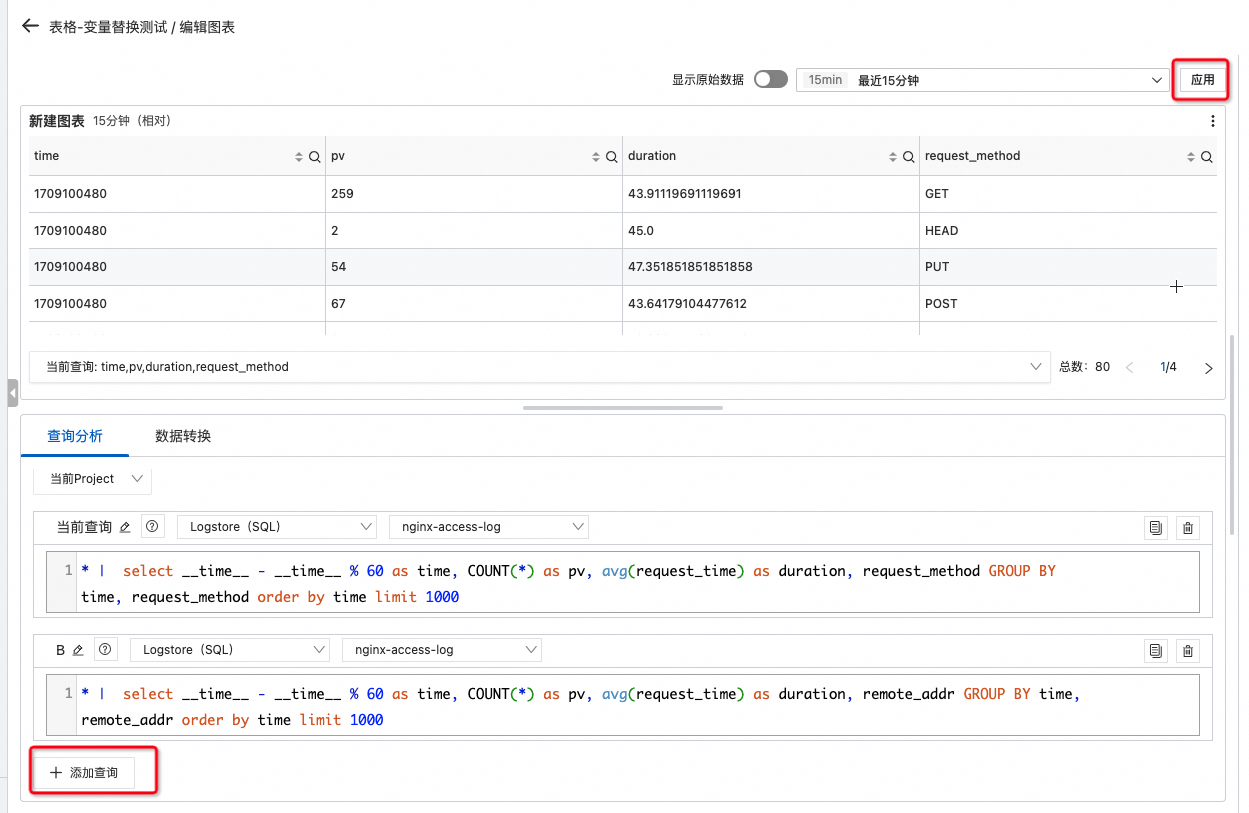 表格-变量替换测试 / 编辑图表
显示原始数据 15min 最近15分钟 应用
新建图表 15分钟（相对）
time pv duration request_method
1709100480 259 43.91119691119691 GET
1709100480 2 45.0 HEAD
1709100480 54 47.351851851851858 PUT
1709100480 67 43.64179104477612 POST
当前查询: time,pv,duration,request_method 总数：80 1/4
查询分析 数据转换
当前Project
当前查询 Logstore（SQL） nginx-access-log
1 * | select __time__ - __time__ % 60 as time, COUNT(*) as pv, avg(request_time) as duration, request_method GROUP BY
time, request_method order by time limit 1000
B Logstore（SQL） nginx-access-log
1 * | select __time__ - __time__ % 60 as time, COUNT(*) as pv, avg(request_time) as duration, remote_addr GROUP BY time,
remote_addr order by time limit 1000
添加查询